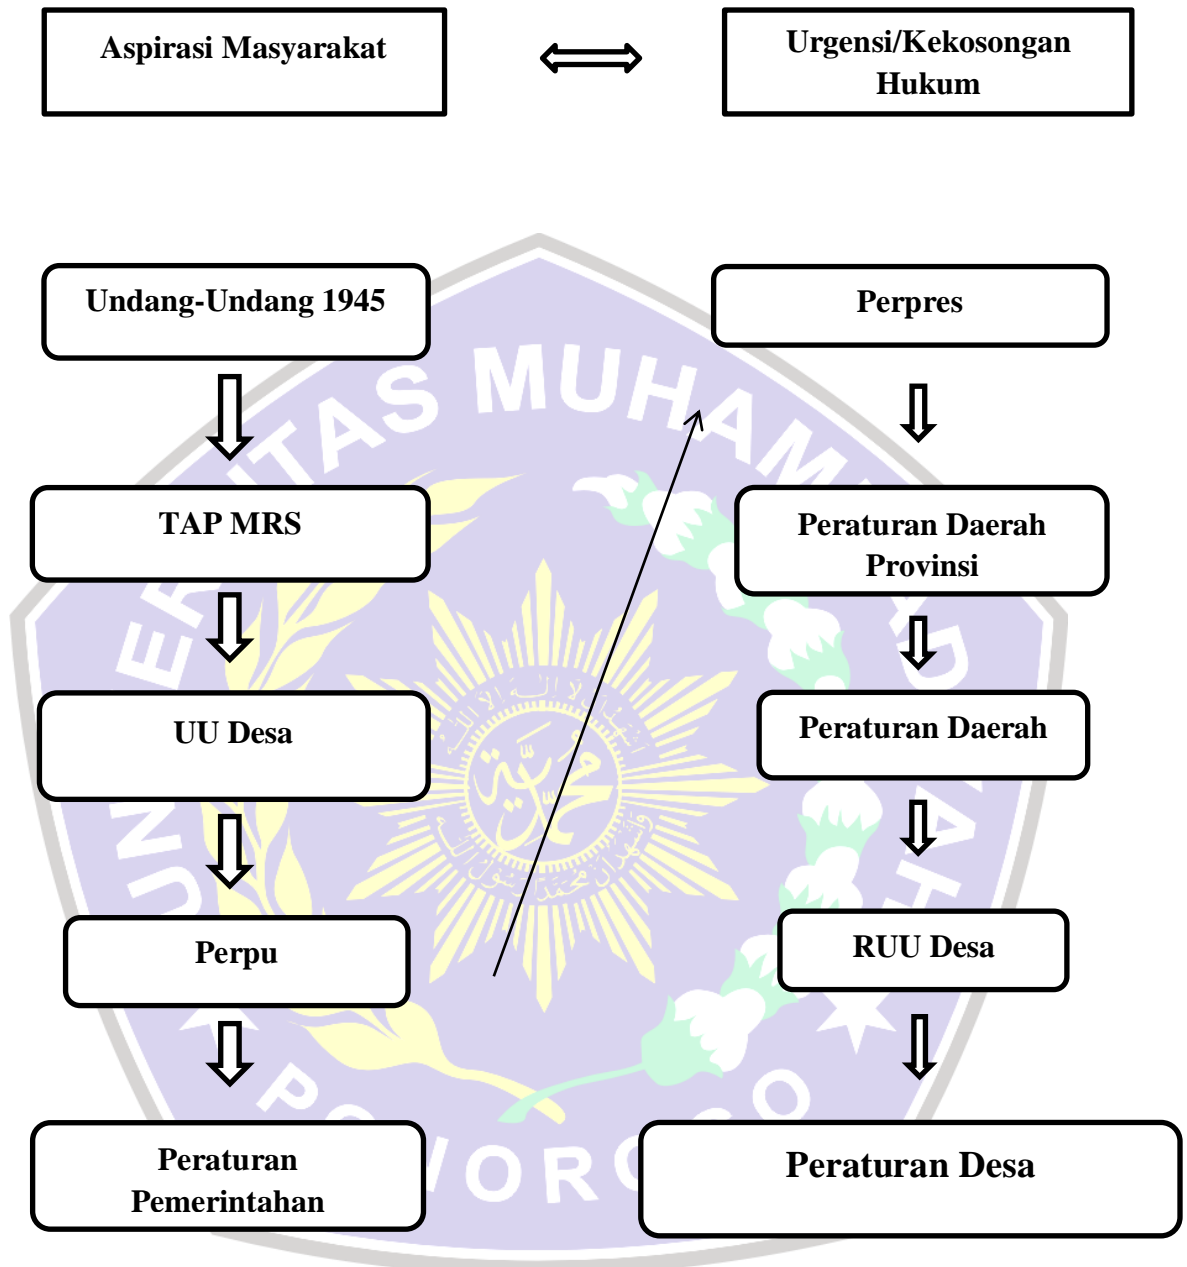 Aspirasi Masyarakat
Urgensi/Kekosongan
Hukum
Undang-Undang 1945
TAP MRS
UU Desa
Perpu
Peraturan
Pemerintahan
Perpres
Peraturan Daerah
Provinsi
Peraturan Daerah
RUU Desa
Peraturan Desa